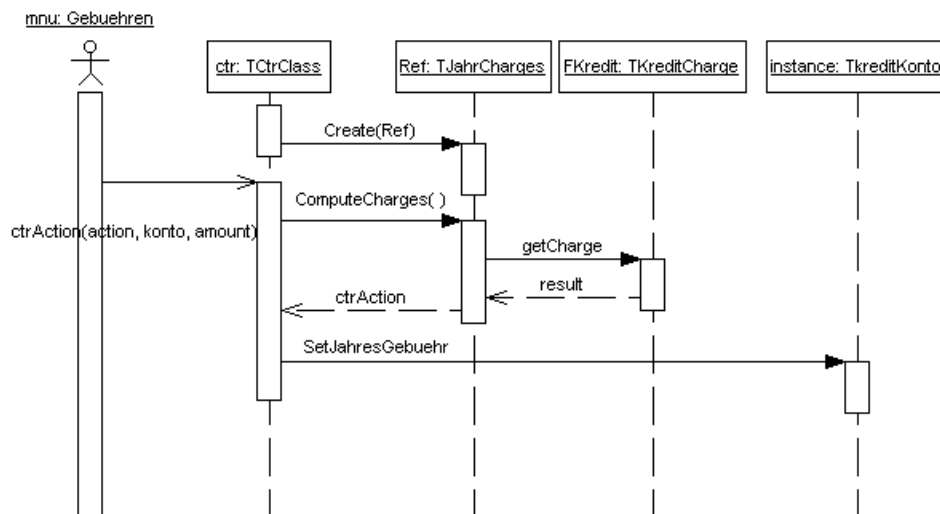 mnu: Gebuehren
ctr: TCtrClass
Ref: TJahrCharges
FKredit: TKreditCharge
instance: TkreditKonto
Create(Ref)
ComputeCharges( )
ctrAction(action, konto, amount)
getCharge
result
ctrAction
SetJahresGebuehr